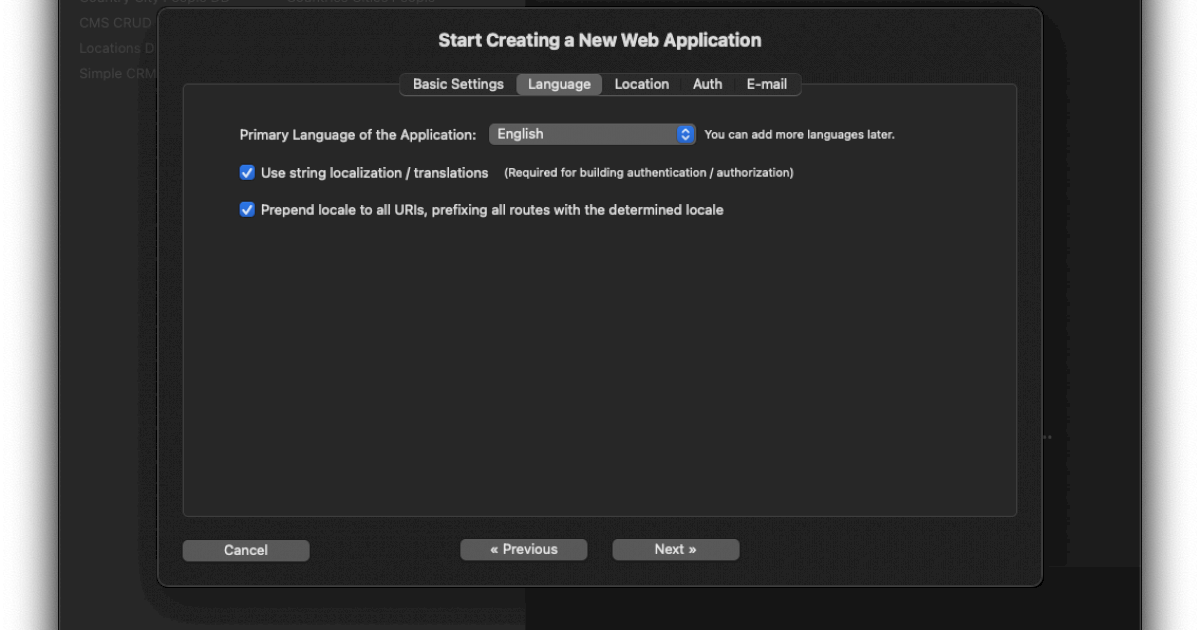 CMS CRUD
Locations D
Simple CRM
Start Creating a New Web Application
Basic Settings Language Location Auth E-mail
Primary Language of the Application: English You can add more languages later.
Use string localization / translations (Required for building authentication / authorization)
Prepend locale to all URIs, prefixing all routes with the determined locale
Cancel « Previous Next »